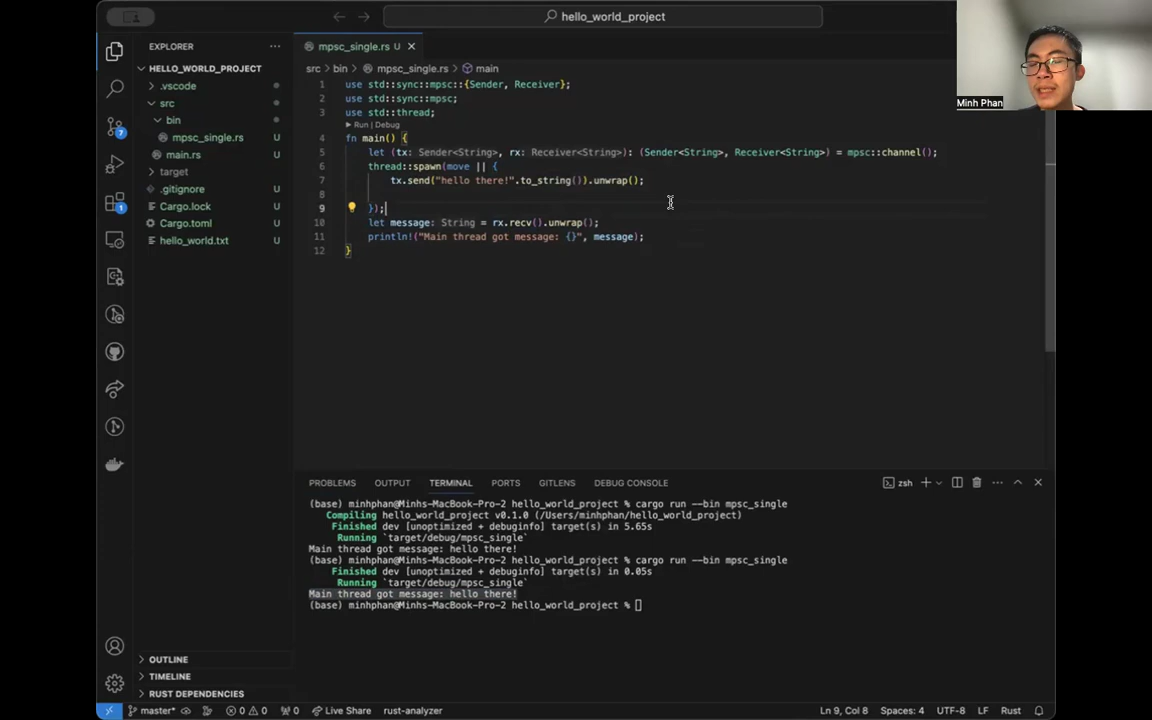 hello_world_project
Minh Phan
EXPLORER
HELLO_WORLD_PROJECT
.vscode
src
bin
mpsc_single.rs U
main.rs U
target
.gitignore U
Cargo.lock U
Cargo.toml U
hello_world.txt U
OUTLINE
TIMELINE
RUST DEPENDENCIES
7
1
mpsc_single.rs U
src > bin > mpsc_single.rs > main
1 use std::sync::mpsc::{Sender, Receiver};
2 use std::sync::mpsc;
3 use std::thread;
Run | Debug
4 fn main() {
5 let (tx: Sender<String>, rx: Receiver<String>): (Sender<String>, Receiver<String>) = mpsc::channel();
6 thread::spawn(move || {
7 tx.send("hello there!".to_string()).unwrap();
8
9 });
10 let message: String = rx.recv().unwrap();
11 println!("Main thread got message: {}", message);
12 }
PROBLEMS OUTPUT TERMINAL PORTS GITLENS DEBUG CONSOLE
zsh
(base) minhphan@Minhs-MacBook-Pro-2 hello_world_project % cargo run --bin mpsc_single
Compiling hello_world_project v0.1.0 (/Users/minhphan/hello_world_project)
Finished dev [unoptimized + debuginfo] target(s) in 5.65s
Running `target/debug/mpsc_single`
Main thread got message: hello there!
(base) minhphan@Minhs-MacBook-Pro-2 hello_world_project % cargo run --bin mpsc_single
Finished dev [unoptimized + debuginfo] target(s) in 0.05s
Running `target/debug/mpsc_single`
Main thread got message: hello there!
(base) minhphan@Minhs-MacBook-Pro-2 hello_world_project %
master* 0 0 0 Live Share rust-analyzer Ln 9, Col 8 Spaces: 4 UTF-8 LF Rust